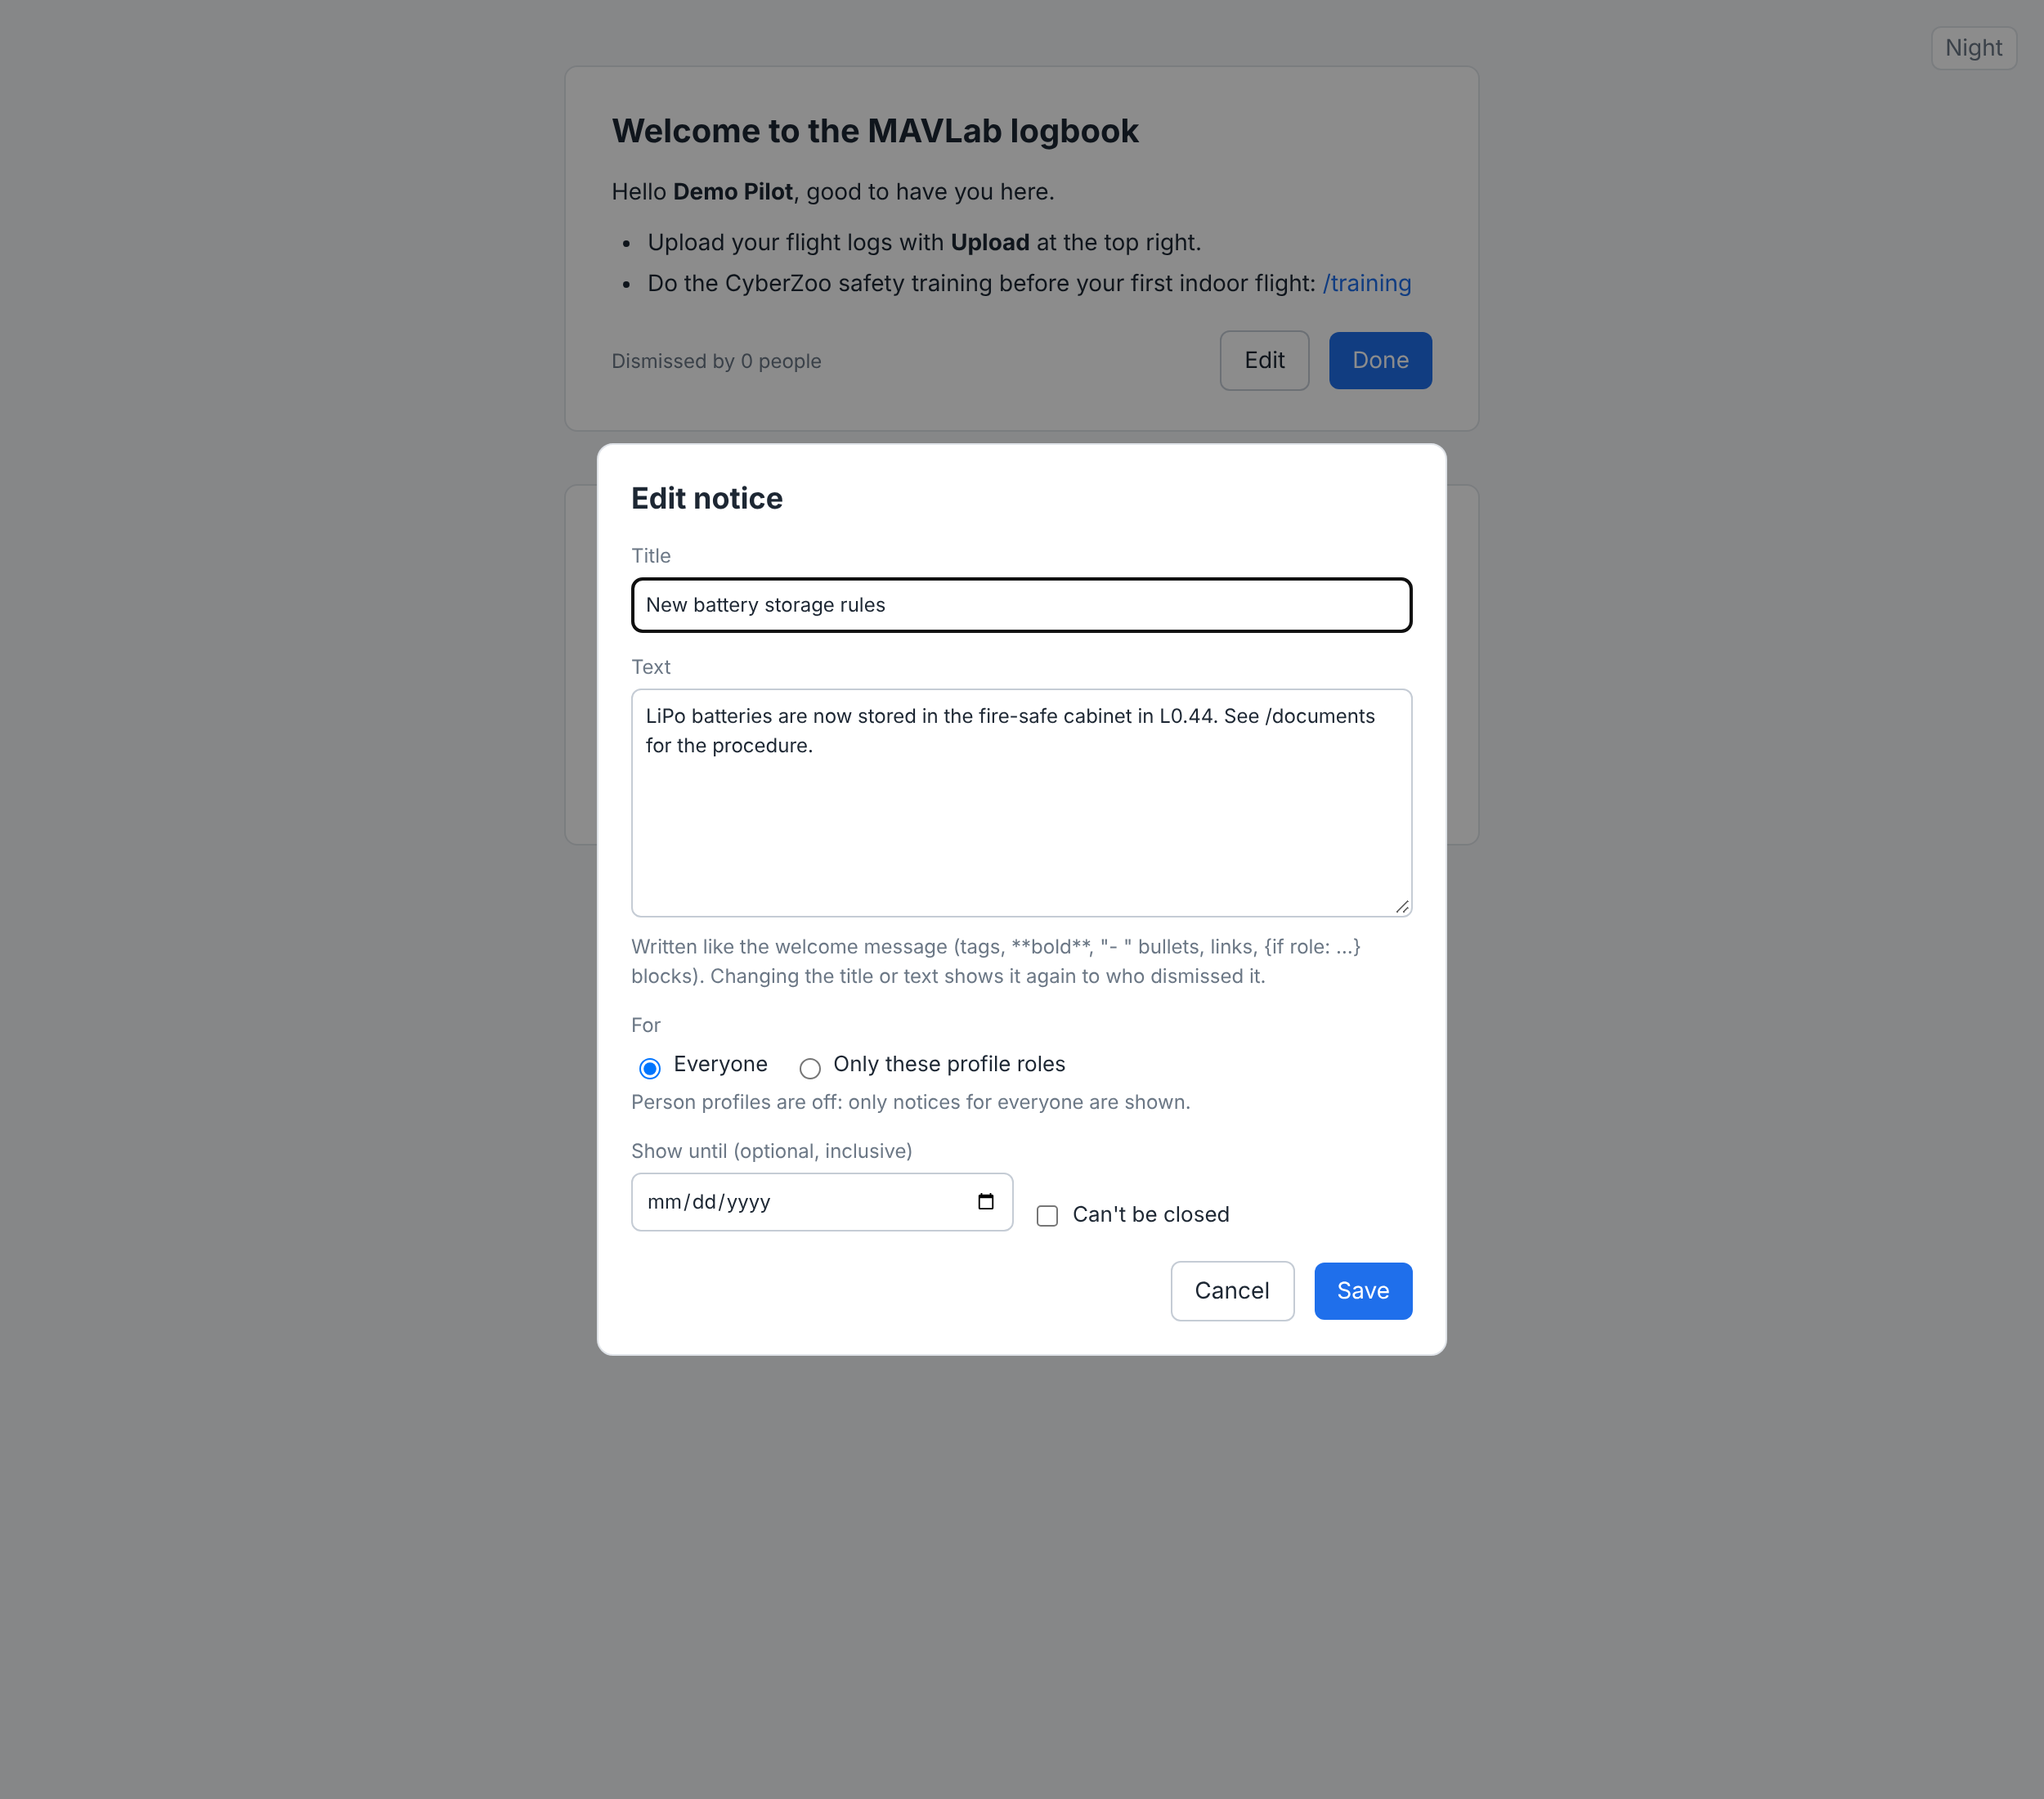 Night
Welcome to the MAVLab logbook
Hello Demo Pilot, good to have you here.
• Upload your flight logs with Upload at the top right.
• Do the CyberZoo safety training before your first indoor flight: /training
Dismissed by 0 people
Edit
Done
Edit notice
Title
New battery storage rules
Text
LiPo batteries are now stored in the fire-safe cabinet in L0.44. See /documents
for the procedure.
Written like the welcome message (tags, **bold**, "- " bullets, links, {if role: ...}
blocks). Changing the title or text shows it again to who dismissed it.
For
Everyone
Only these profile roles
Person profiles are off: only notices for everyone are shown.
Show until (optional, inclusive)
mm/dd/yyyy
Can't be closed
Cancel
Save